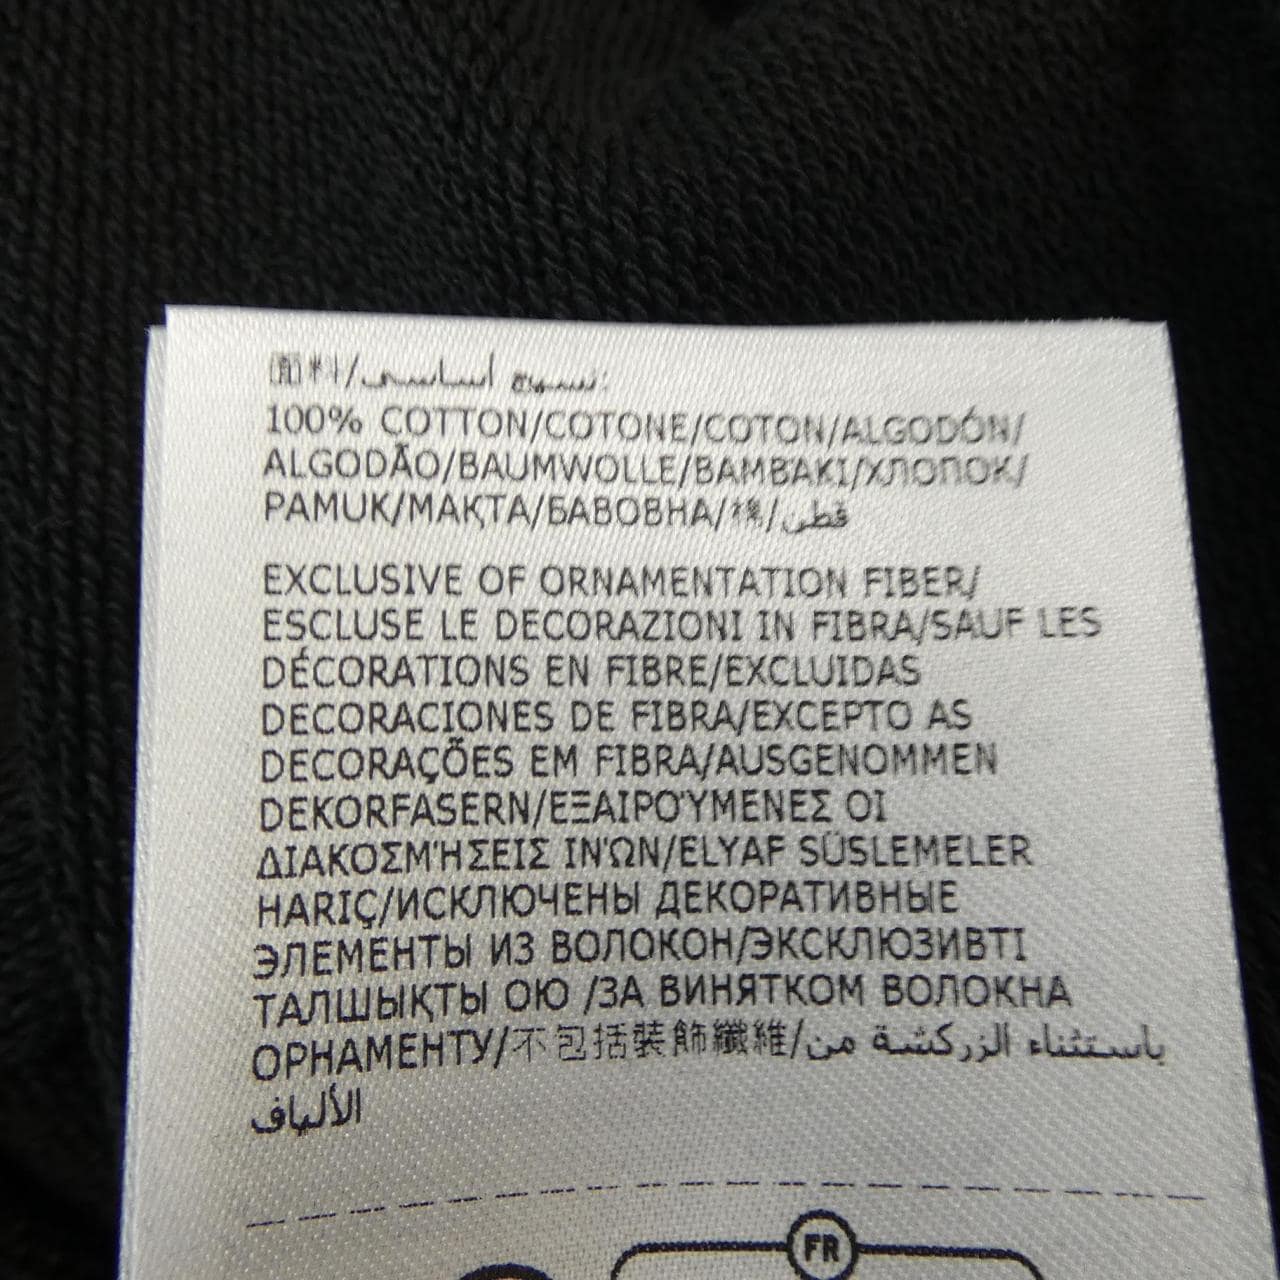 面料/نسيج أساسي:
100% COTTON/COTONE/COTON/ALGODÓN/
ALGODÃO/BAUMWOLLE/ΒΑΜΒΆΚΙ/ХЛОПОК/
PAMUK/МАҚТА/БАВОВНА/棉/قطن
EXCLUSIVE OF ORNAMENTATION FIBER/
ESCLUSE LE DECORAZIONI IN FIBRA/SAUF LES
DÉCORATIONS EN FIBRE/EXCLUIDAS
DECORACIONES DE FIBRA/EXCEPTO AS
DECORAÇÕES EM FIBRA/AUSGENOMMEN
DEKORFASERN/ΕΞΑΙΡΟΎΜΕΝΕΣ ΟΙ
ΔΙΑΚΟΣΜΉΣΕΙΣ ΙΝΏΝ/ELYAF SÜSLEMELER
HARIÇ/ИСКЛЮЧЕНЫ ДЕКОРАТИВНЫЕ
ЭЛЕМЕНТЫ ИЗ ВОЛОКОН/ЭКСКЛЮЗИВТІ
ТАЛШЫҚТЫ ОЮ /ЗА ВИНЯТКОМ ВОЛОКНА
ОРНАМЕНТУ/不包括裝飾纖維/باستثناء الزركشة من
الألياف
FR